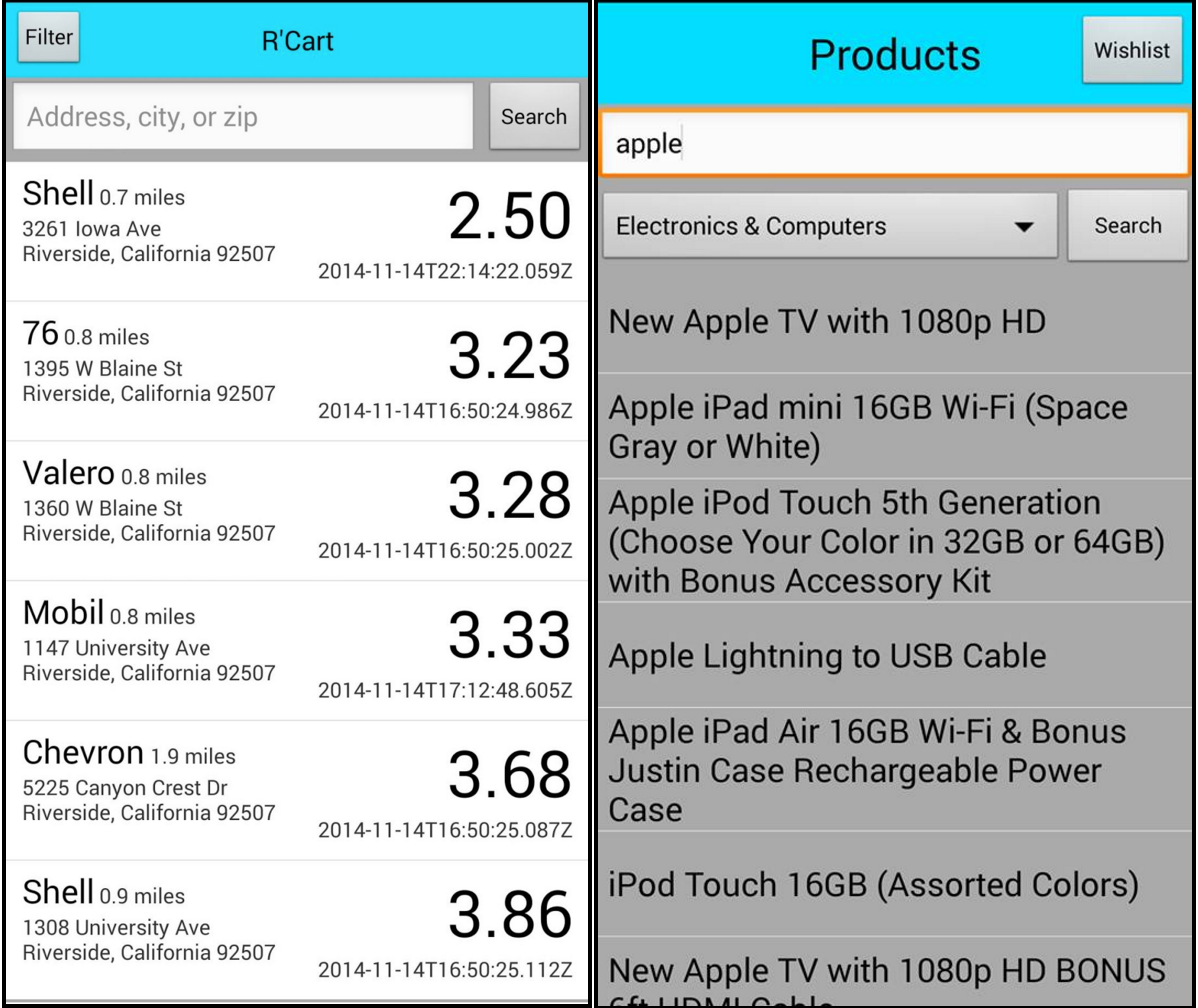 Filter
R'Cart
Address, city, or zip
Search
Shell 0.7 miles
3261 Iowa Ave
Riverside, California 92507
2.50
2014-11-14T22:14:22.059Z
76 0.8 miles
1395 W Blaine St
Riverside, California 92507
3.23
2014-11-14T16:50:24.986Z
Valero 0.8 miles
1360 W Blaine St
Riverside, California 92507
3.28
2014-11-14T16:50:25.002Z
Mobil 0.8 miles
1147 University Ave
Riverside, California 92507
3.33
2014-11-14T17:12:48.605Z
Chevron 1.9 miles
5225 Canyon Crest Dr
Riverside, California 92507
3.68
2014-11-14T16:50:25.087Z
Shell 0.9 miles
1308 University Ave
Riverside, California 92507
3.86
2014-11-14T16:50:25.112Z
Products
Wishlist
apple
Electronics & Computers
Search
New Apple TV with 1080p HD
Apple iPad mini 16GB Wi-Fi (Space
Gray or White)
Apple iPod Touch 5th Generation
(Choose Your Color in 32GB or 64GB)
with Bonus Accessory Kit
Apple Lightning to USB Cable
Apple iPad Air 16GB Wi-Fi & Bonus
Justin Case Rechargeable Power
Case
iPod Touch 16GB (Assorted Colors)
New Apple TV with 1080p HD BONUS
6ft HDMI Cable